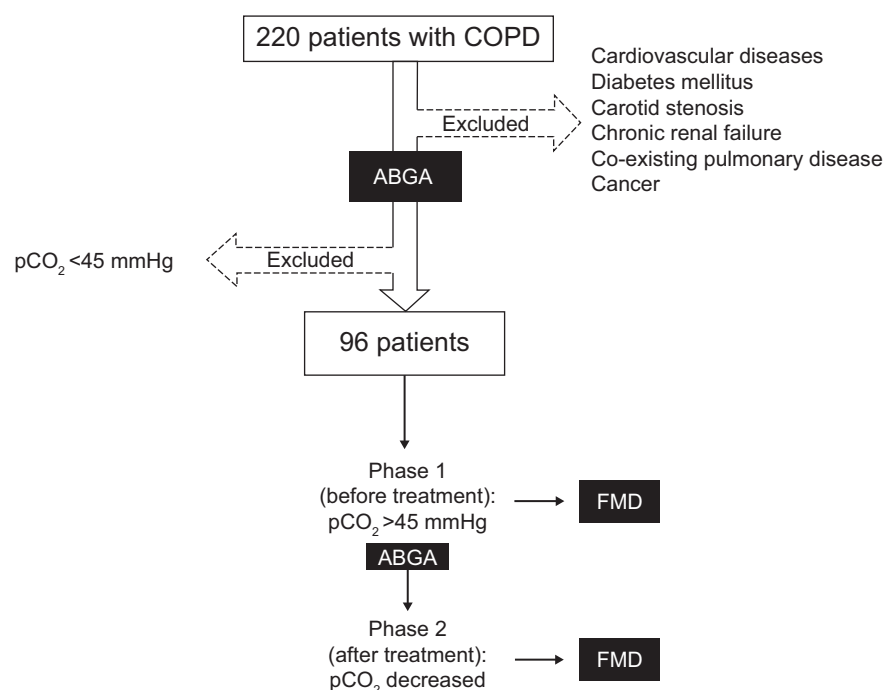 220 patients with COPD
Cardiovascular diseases
Diabetes mellitus
Carotid stenosis
Chronic renal failure
Co-existing pulmonary disease
Cancer
Excluded
ABGA
pCO₂ <45 mmHg
Excluded
96 patients
Phase 1
(before treatment):
pCO₂ >45 mmHg
FMD
ABGA
Phase 2
(after treatment):
pCO₂ decreased
FMD